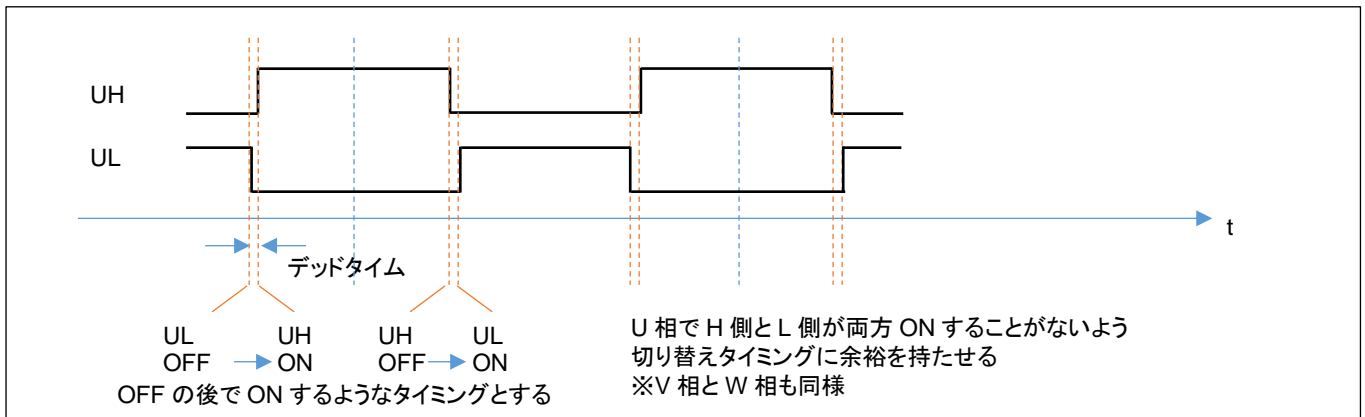 UH
UL
t
デッドタイム
UL UH UH UL
OFF ON OFF ON
OFF の後で ON するようなタイミングとする
U 相で H 側と L 側が両方 ON することがないよう
切り替えタイミングに余裕を持たせる
※V 相と W 相も同様